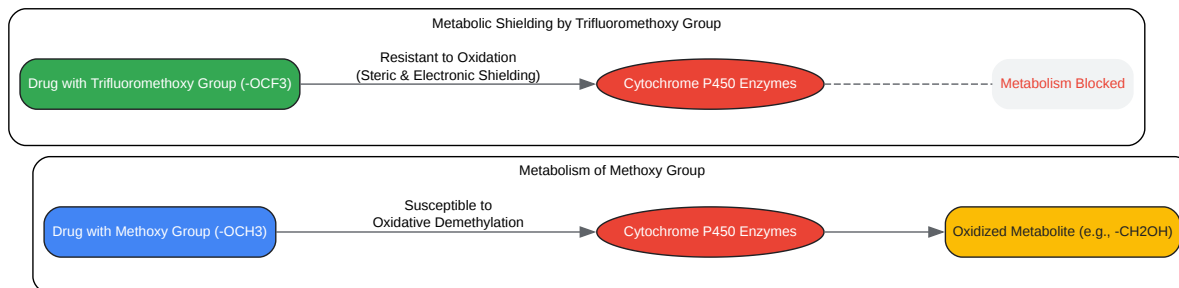 Metabolic Shielding by Trifluoromethoxy Group
Drug with Trifluoromethoxy Group (-OCF3)
Resistant to Oxidation
(Steric & Electronic Shielding)
Cytochrome P450 Enzymes
Metabolism Blocked
Metabolism of Methoxy Group
Drug with Methoxy Group (-OCH3)
Susceptible to
Oxidative Demethylation
Cytochrome P450 Enzymes
Oxidized Metabolite (e.g., -CH2OH)